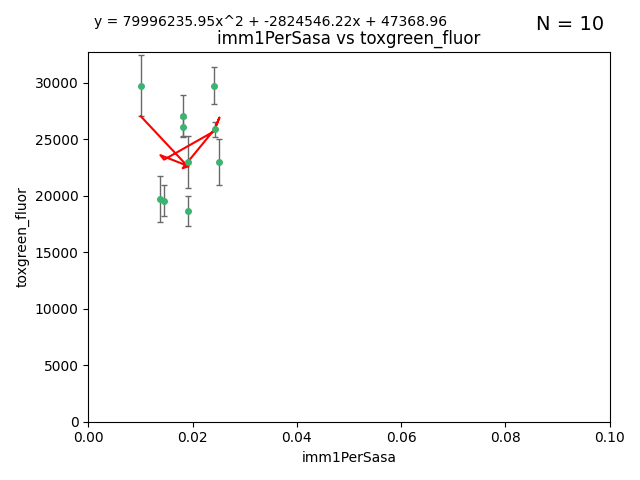 y = 79996235.95x^2 + -2824546.22x + 47368.96
N = 10
imm1PerSasa vs toxgreen_fluor
30000
25000
20000
15000
10000
5000
0
toxgreen_fluor
0.00 0.02 0.04 0.06 0.08 0.10
imm1PerSasa